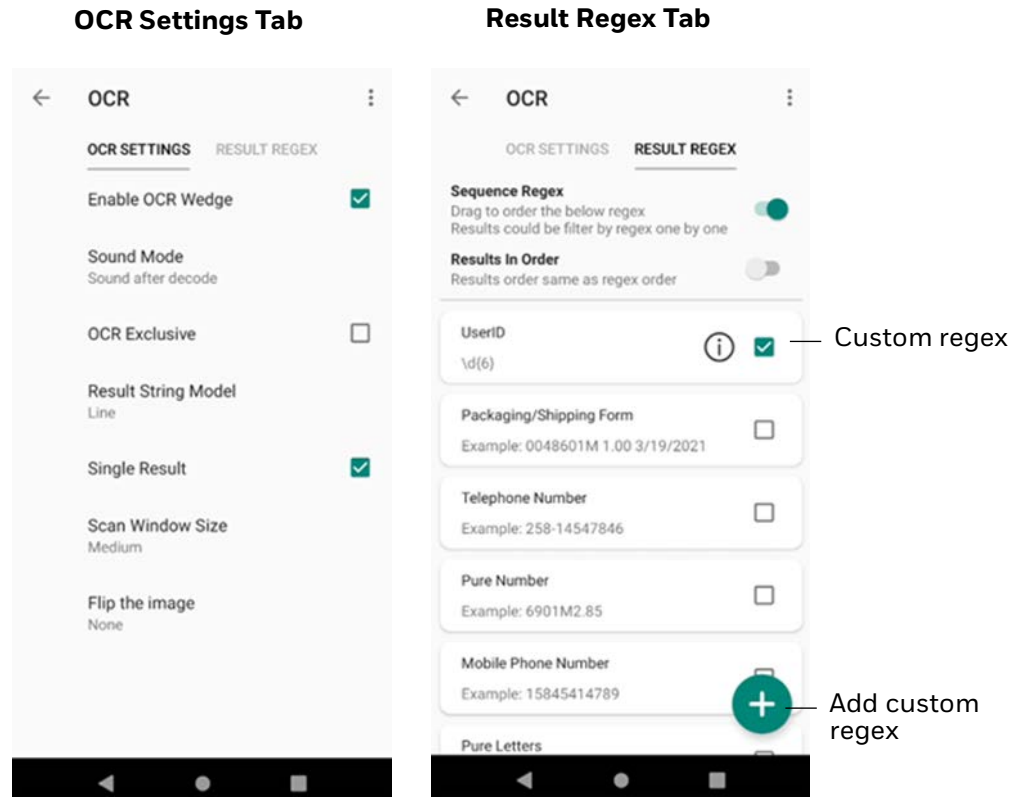 OCR Settings Tab
OCR
OCR SETTINGS RESULT REGEX
Enable OCR Wedge
Sound Mode
Sound after decode
OCR Exclusive
Result String Model
Line
Single Result
Scan Window Size
Medium
Flip the image
None
Result Regex Tab
OCR
OCR SETTINGS RESULT REGEX
Sequence Regex
Drag to order the below regex
Results could be filter by regex one by one
Results In Order
Results order same as regex order
UserID
\d{6}
Packaging/Shipping Form
Example: 0048601M 1.00 3/19/2021
Telephone Number
Example: 258-14547846
Pure Number
Example: 6901M2.85
Mobile Phone Number
Example: 15845414789
Pure Letters
Custom regex
Add custom
regex